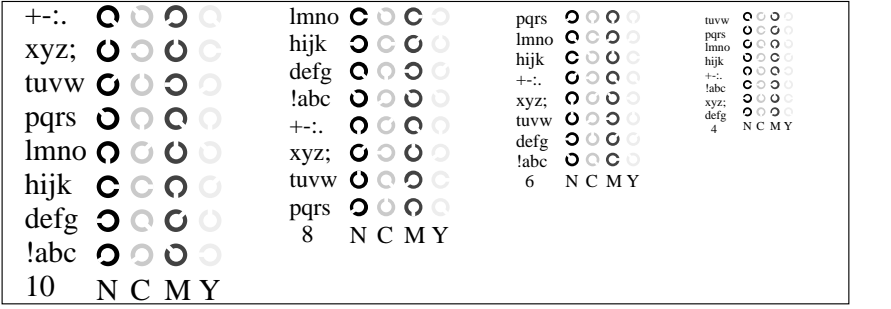 +-:.
xyz;
tuvw
pqrs
lmno
hijk
defg
!abc
10 N C M Y
lmno
hijk
defg
!abc
+-:.
xyz;
tuvw
pqrs
8 N C M Y
pqrs
lmno
hijk
+-:.
xyz;
tuvw
defg
!abc
6 N C M Y
tuvw
pqrs
lmno
hijk
+-:.
!abc
xyz;
defg
4 N C M Y